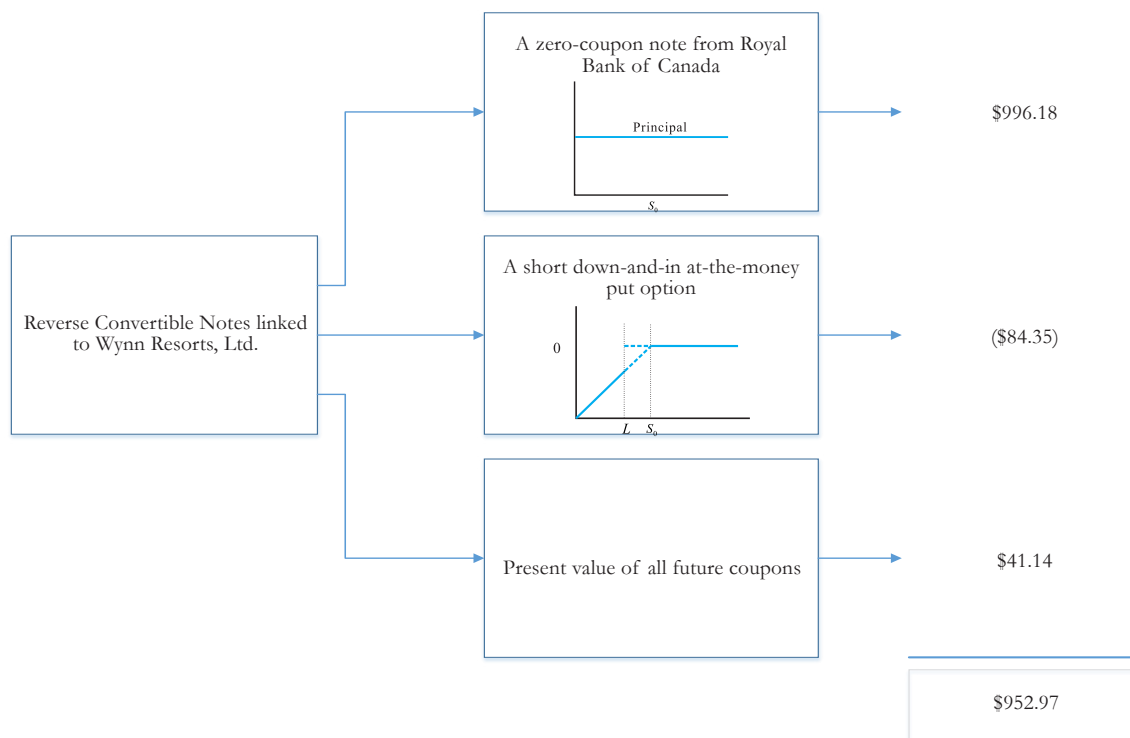 A zero-coupon note from Royal
Bank of Canada
Principal
S₀
$996.18
Reverse Convertible Notes linked
to Wynn Resorts, Ltd.
A short down-and-in at-the-money
put option
0
L S₀
($84.35)
Present value of all future coupons
$41.14
$952.97